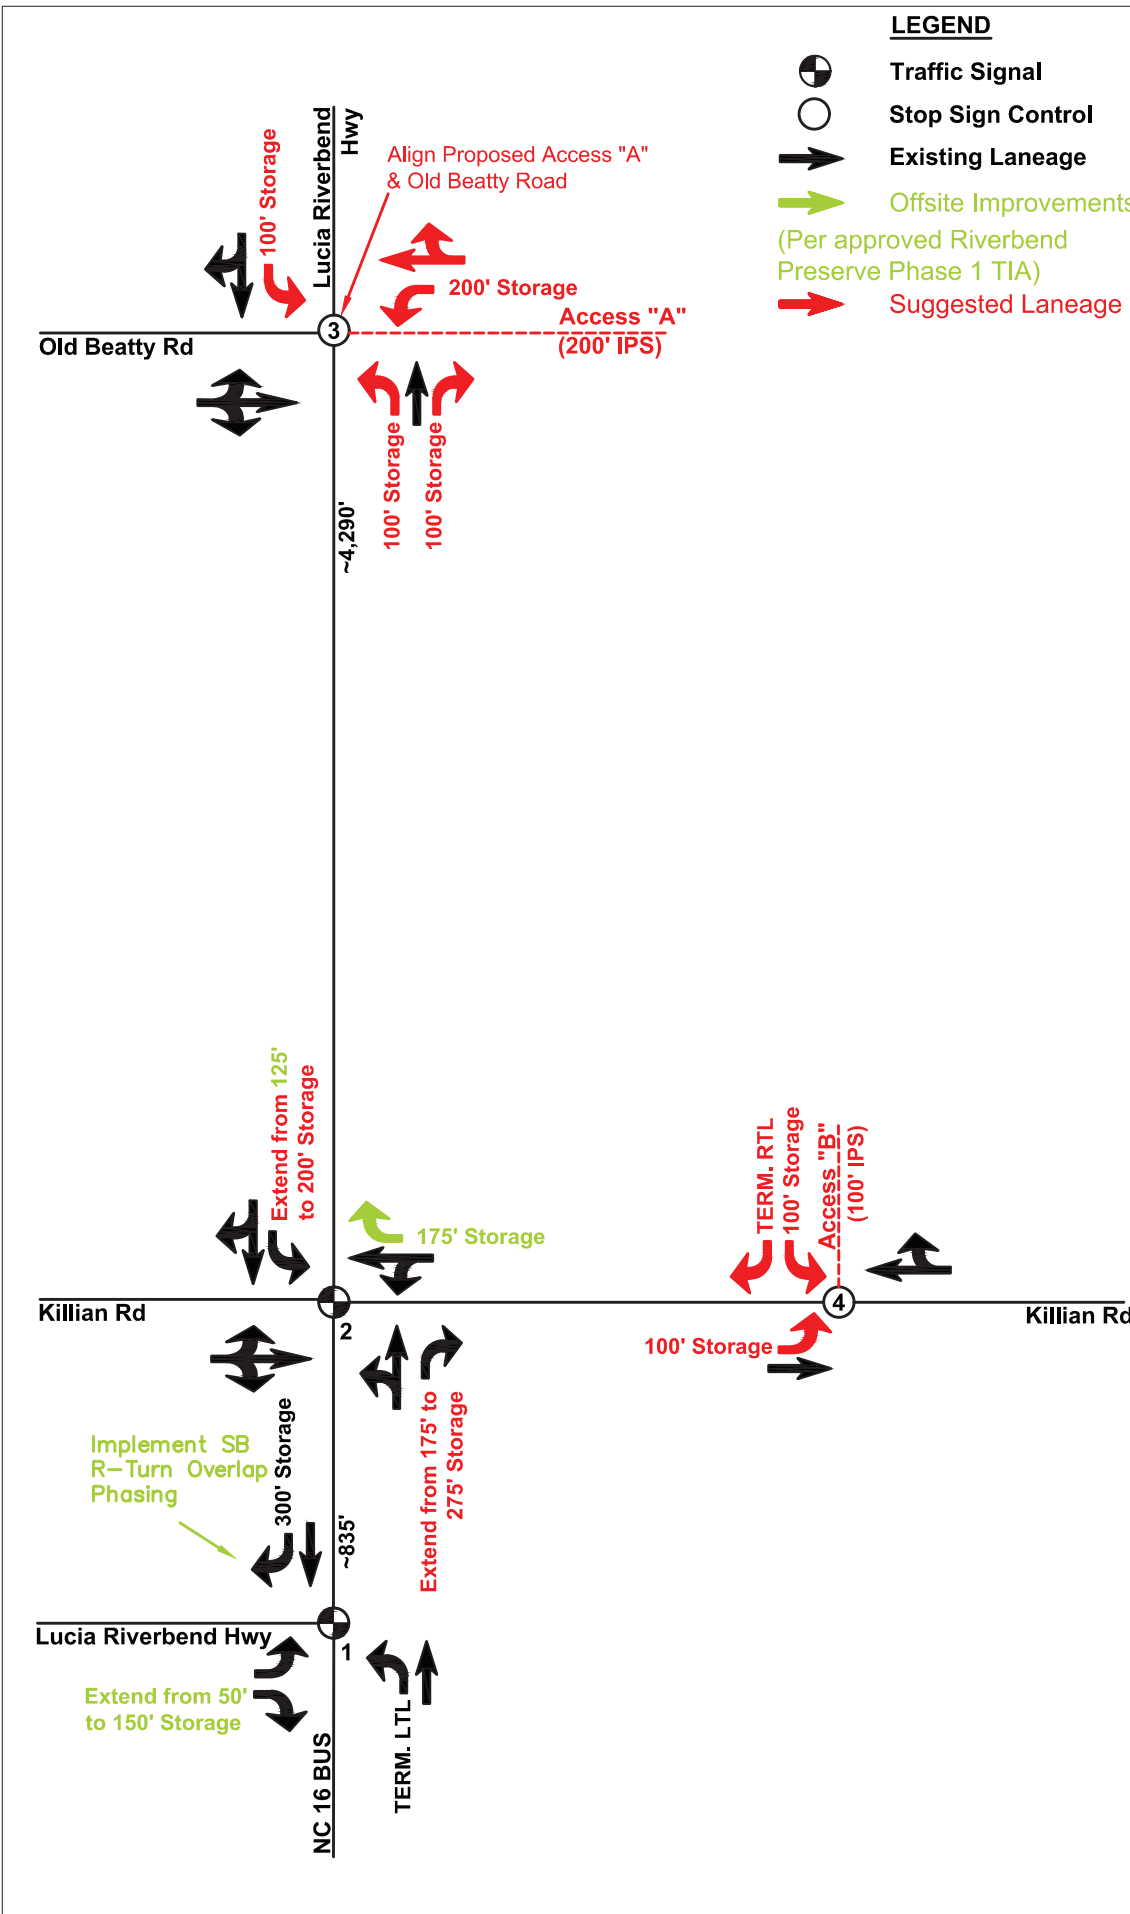 LEGEND
Traffic Signal
Stop Sign Control
Existing Laneage
Offsite Improvements
(Per approved Riverbend
Preserve Phase 1 TIA)
Suggested Laneage
Lucia Riverbend
Hwy
100' Storage
Align Proposed Access "A"
& Old Beatty Road
200' Storage
Access "A"
(200' IPS)
3
Old Beatty Rd
100' Storage
100' Storage
~4,290'
Extend from 125'
to 200' Storage
175' Storage
TERM. RTL
100' Storage
Access "B"
(100' IPS)
Killian Rd
2
4
Killian Rd
100' Storage
Extend from 175' to
275' Storage
Implement SB
R-Turn Overlap
Phasing
300' Storage
~835'
Lucia Riverbend Hwy
1
Extend from 50'
to 150' Storage
NC 16 BUS
TERM. LTL